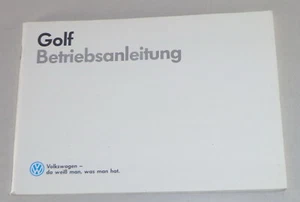 Golf
Betriebsanleitung
Volkswagen –
da weiß man, was man hat.